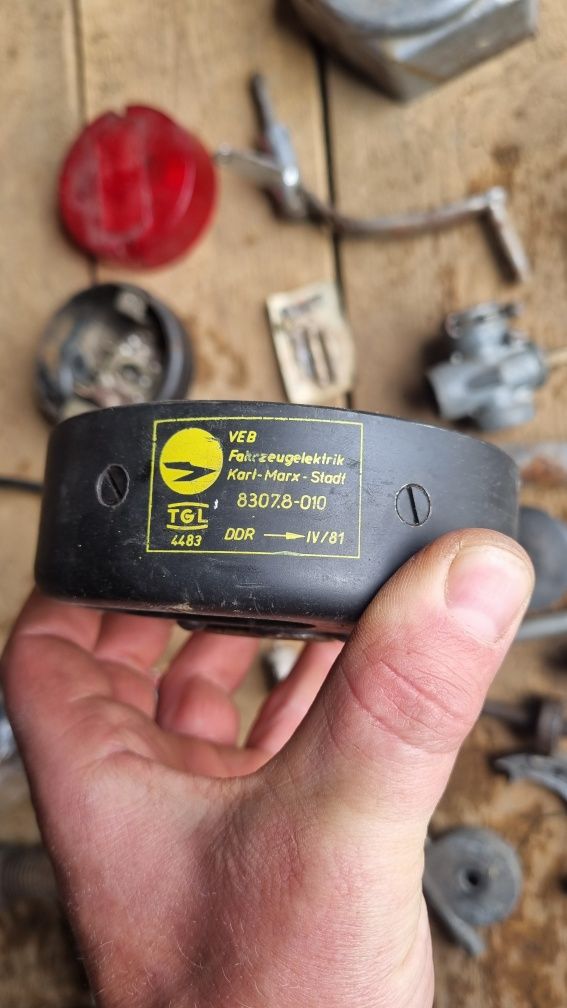 VEB
Fahrzeugelektrik
Karl-Marx-Stadt
8307.8-010
TGL
4483 DDR → IV/81